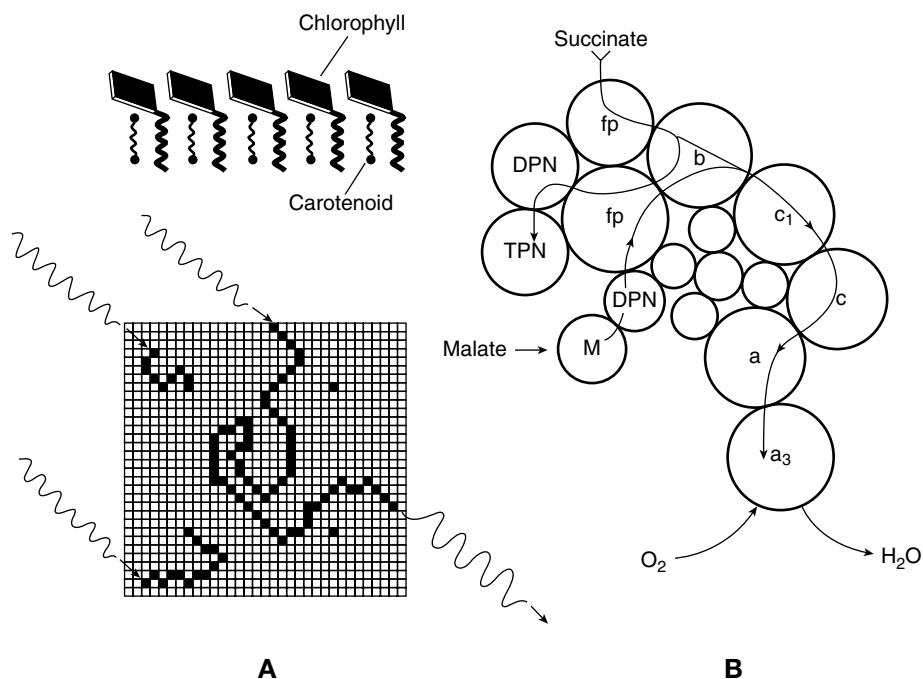 Chlorophyll
Carotenoid
A
Succinate
fp
b
DPN
fp
c₁
TPN
DPN
c
Malate
M
a
a₃
O₂
H₂O
B